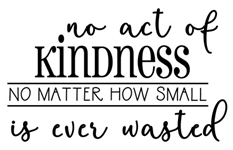 no act of
KiNDNESS
NO MATTER HOW SMALL
is ever wasted